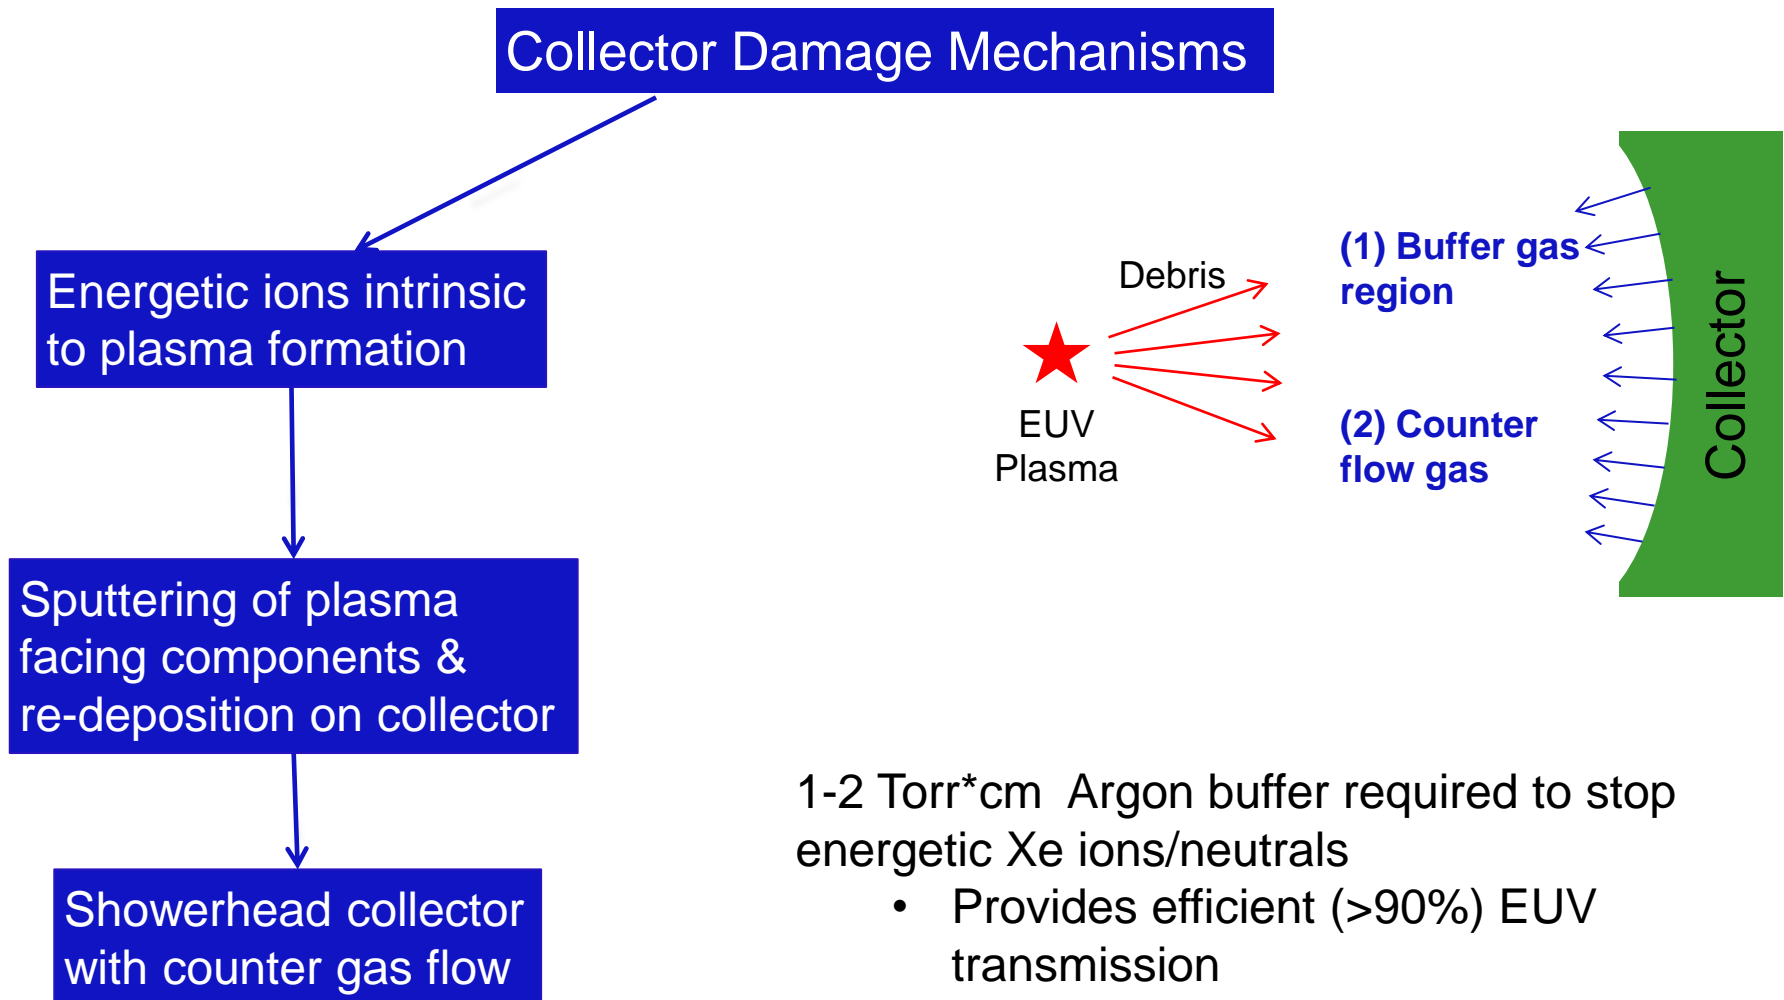 Collector Damage Mechanisms
Energetic ions intrinsic
to plasma formation
Sputtering of plasma
facing components &
re-deposition on collector
Showerhead collector
with counter gas flow
Debris
EUV
Plasma
(1) Buffer gas
region
(2) Counter
flow gas
Collector
1-2 Torr*cm Argon buffer required to stop
energetic Xe ions/neutrals
• Provides efficient (>90%) EUV
transmission